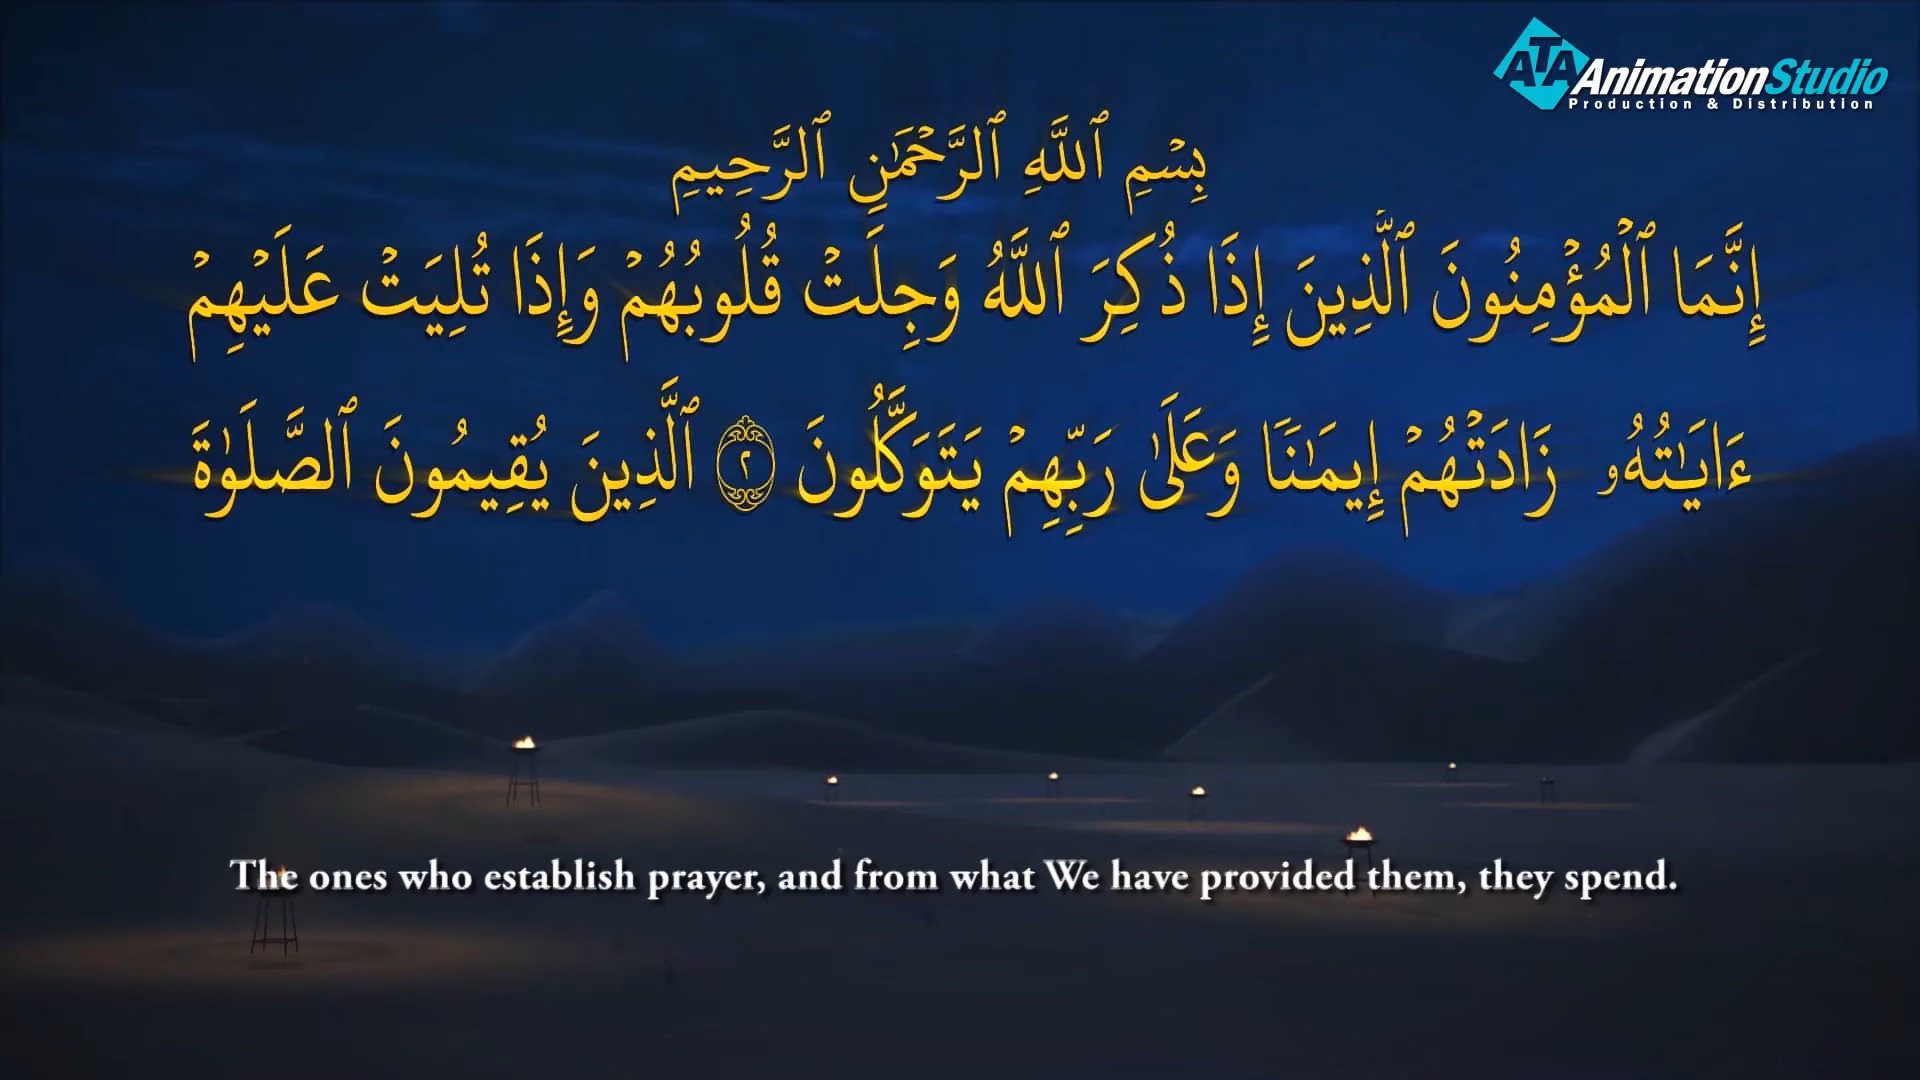 ATA AnimationStudio
Production & Distribution
بِسْمِ ٱللَّهِ ٱلرَّحْمَٰنِ ٱلرَّحِيمِ
إِنَّمَا ٱلْمُؤْمِنُونَ ٱلَّذِينَ إِذَا ذُكِرَ ٱللَّهُ وَجِلَتْ قُلُوبُهُمْ وَإِذَا تُلِيَتْ عَلَيْهِمْ
ءَايَٰتُهُۥ زَادَتْهُمْ إِيمَٰنًا وَعَلَىٰ رَبِّهِمْ يَتَوَكَّلُونَ ٢ ٱلَّذِينَ يُقِيمُونَ ٱلصَّلَوٰةَ
The ones who establish prayer, and from what We have provided them, they spend.